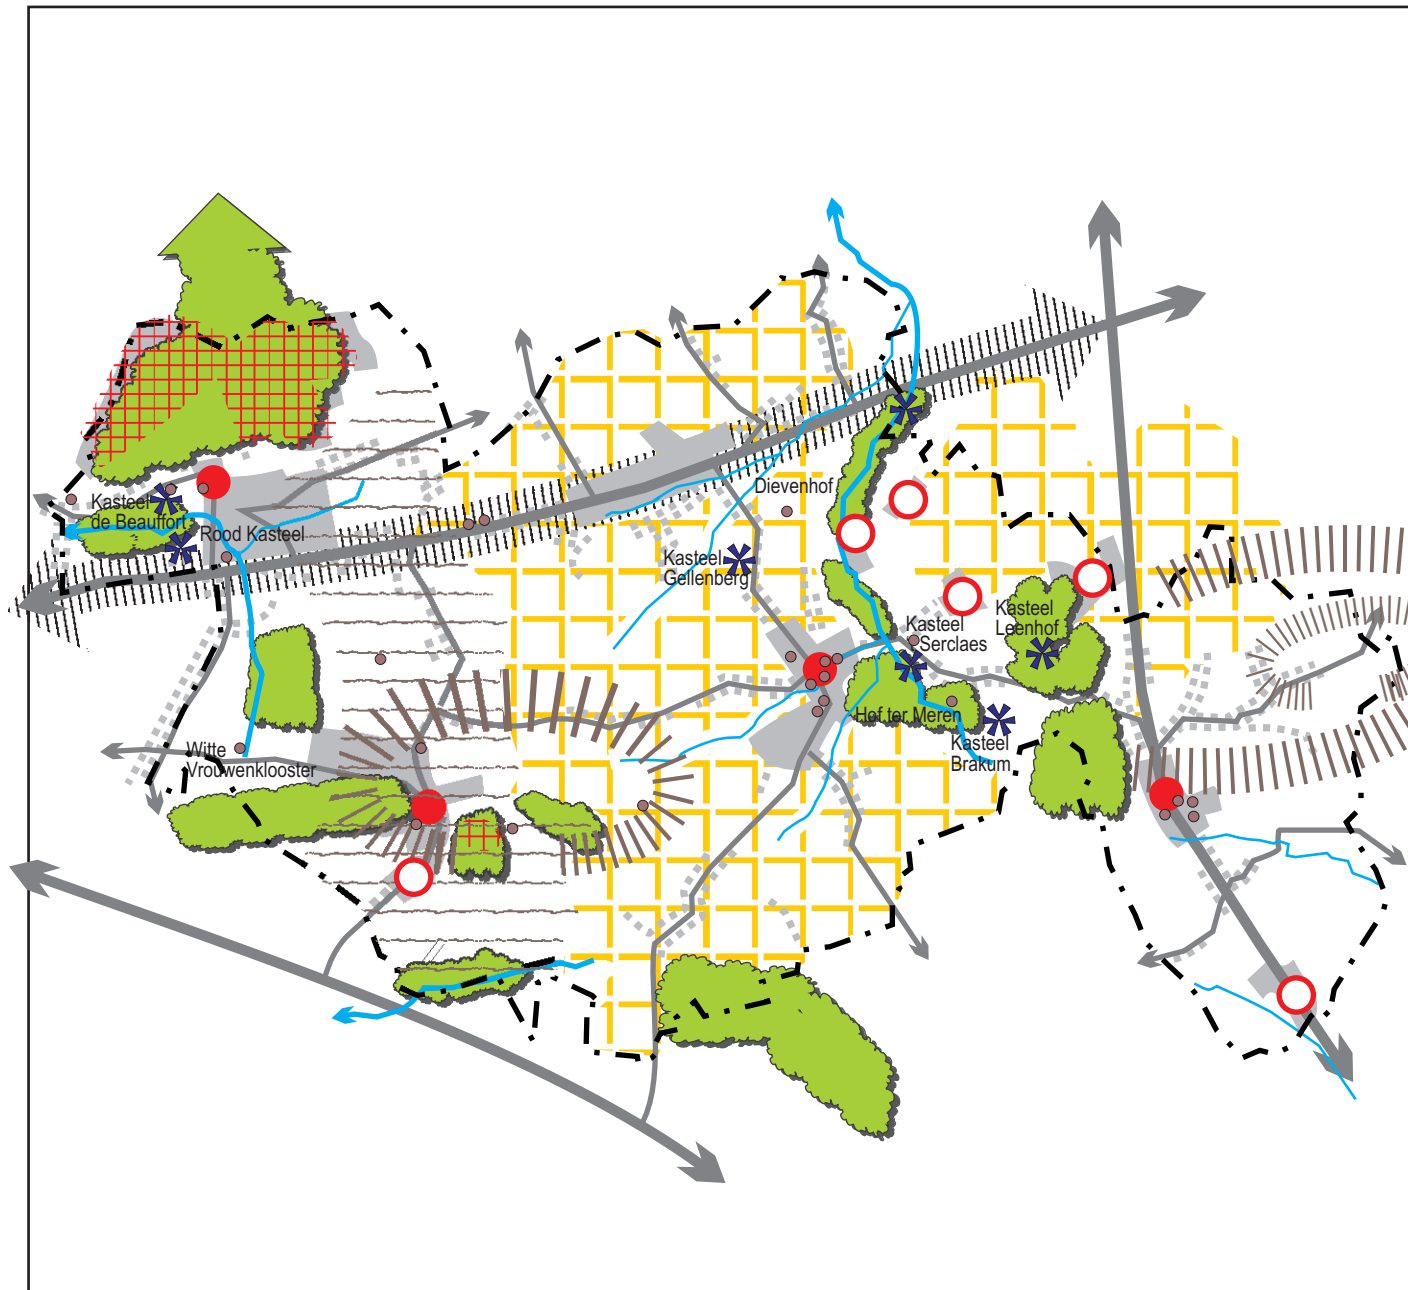 Kasteel
de Beauffort
Rood Kasteel
Dievenhof
Kasteel
Gellenberg
Kasteel
Leenhof
Kasteel
Serclaes
Hof ter Meren
Kasteel
Brakum
Witte
Vrouwenklooster